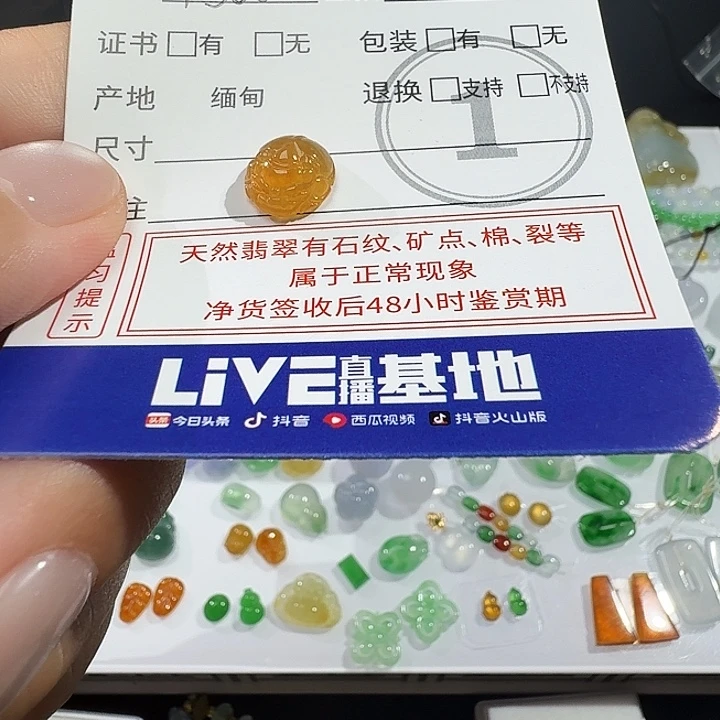 证书 □有 □无 包装 □有 □无
产地 缅甸 退换 □支持 □不支持
1
尺寸
注
习
提
示
天然翡翠有石纹、矿点、棉、裂等
属于正常现象
净货签收后48小时鉴赏期
LiVE直播基地
头条 今日头条 抖音 西瓜视频 抖音火山版